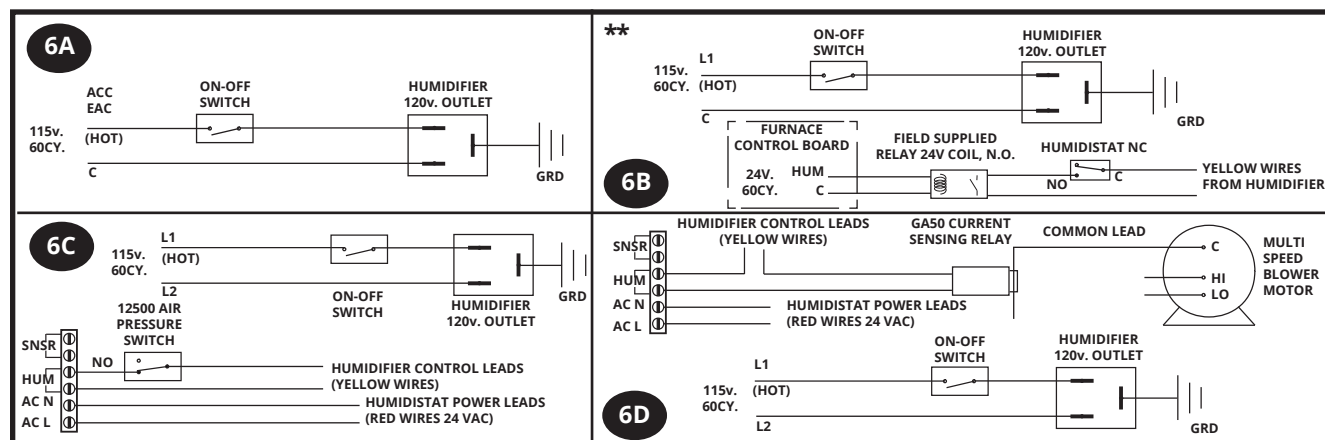 6A
ACC
EAC
115v.
60CY.
(HOT)
C
ON-OFF
SWITCH
HUMIDIFIER
120v. OUTLET
GRD
**
L1
115v.
60CY.
(HOT)
C
ON-OFF
SWITCH
HUMIDIFIER
120v. OUTLET
GRD
FURNACE
CONTROL BOARD
24V.
60CY.
HUM
C
FIELD SUPPLIED
RELAY 24V COIL, N.O.
HUMIDISTAT NC
NO
C
YELLOW WIRES
FROM HUMIDIFIER
6B
6C
L1
115v.
60CY.
(HOT)
L2
ON-OFF
SWITCH
HUMIDIFIER
120v. OUTLET
GRD
12500 AIR
PRESSURE
SWITCH
SNSR
HUM
AC N
AC L
NO
HUMIDIFIER CONTROL LEADS
(YELLOW WIRES)
HUMIDISTAT POWER LEADS
(RED WIRES 24 VAC)
HUMIDIFIER CONTROL LEADS
(YELLOW WIRES)
GA50 CURRENT
SENSING RELAY
COMMON LEAD
SNSR
HUM
AC N
AC L
HUMIDISTAT POWER LEADS
(RED WIRES 24 VAC)
C
HI
LO
MULTI
SPEED
BLOWER
MOTOR
6D
L1
115v.
60CY.
(HOT)
L2
ON-OFF
SWITCH
HUMIDIFIER
120v. OUTLET
GRD